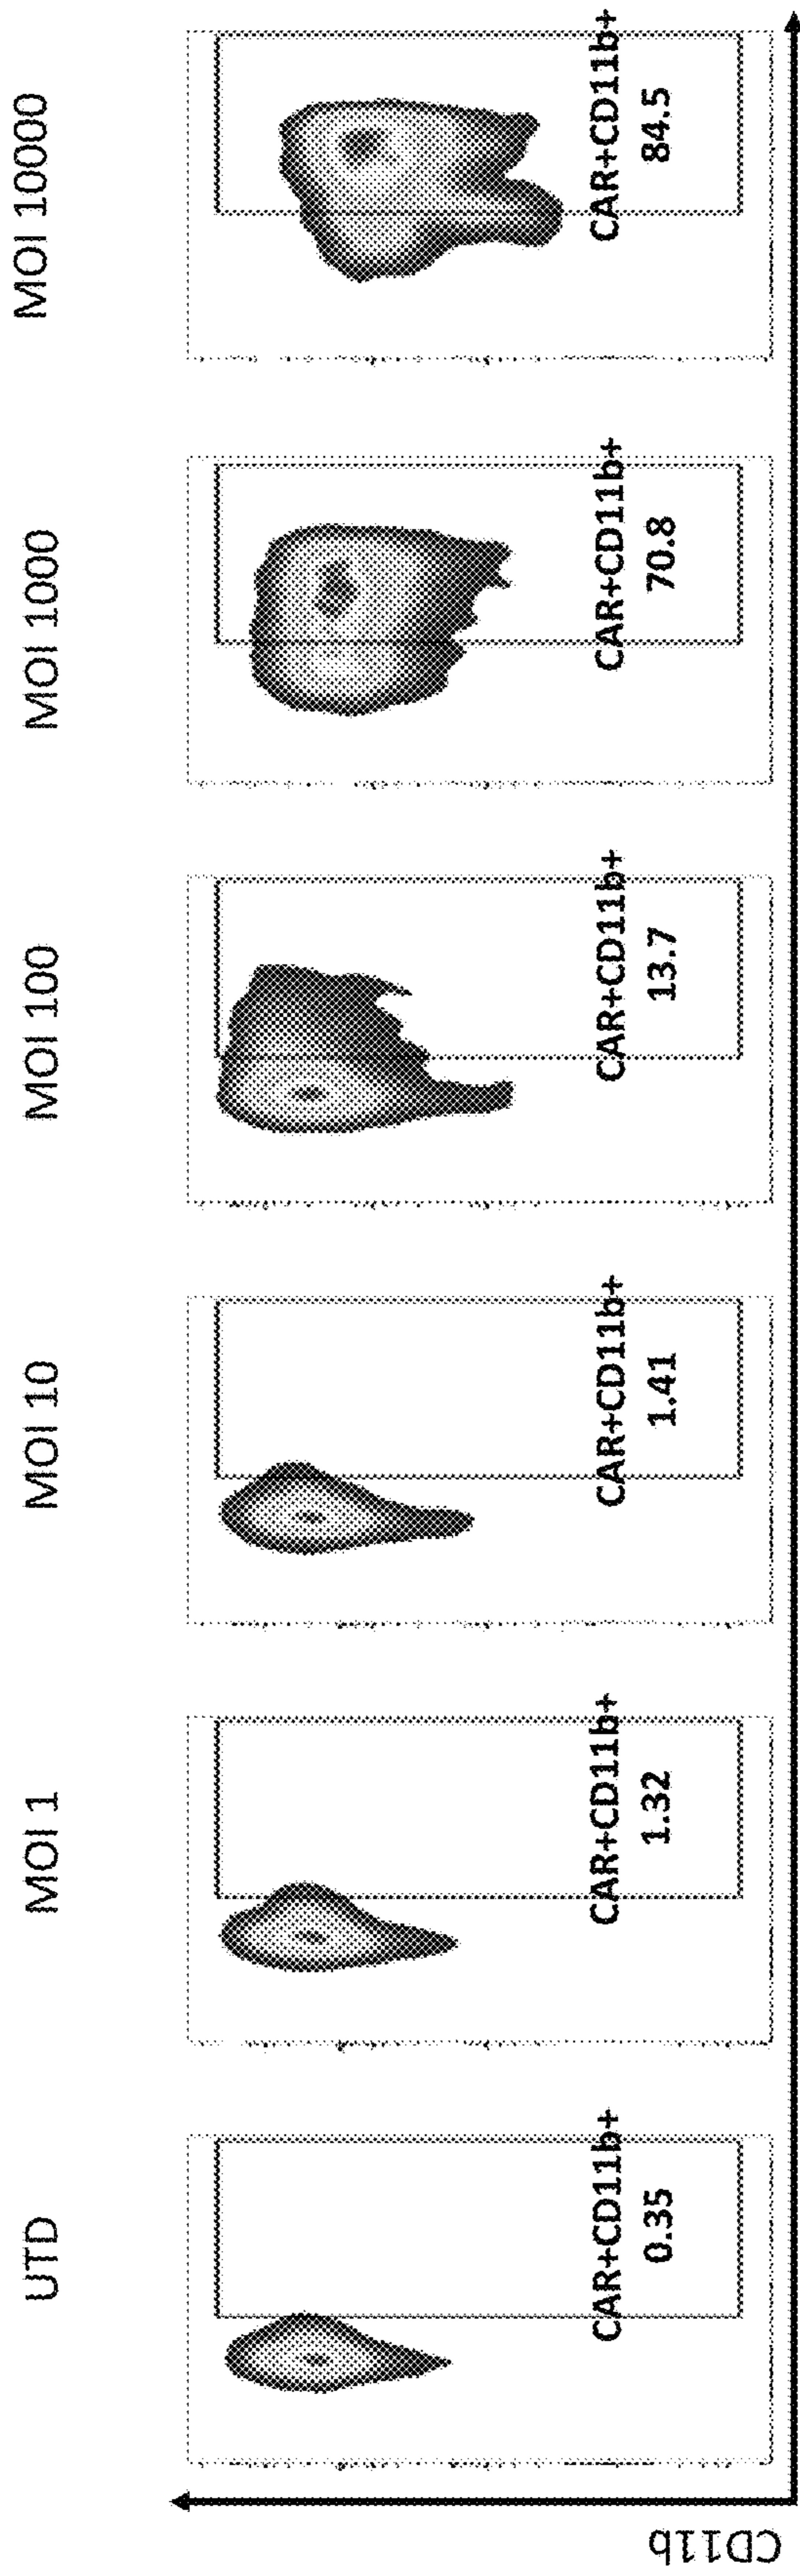 UTD
MOI 1
MOI 10
MOI 100
MOI 1000
MOI 10000
CAR+CD11b+
0.35
CAR+CD11b+
1.32
CAR+CD11b+
1.41
CAR+CD11b+
13.7
CAR+CD11b+
70.8
CAR+CD11b+
84.5
CD11b